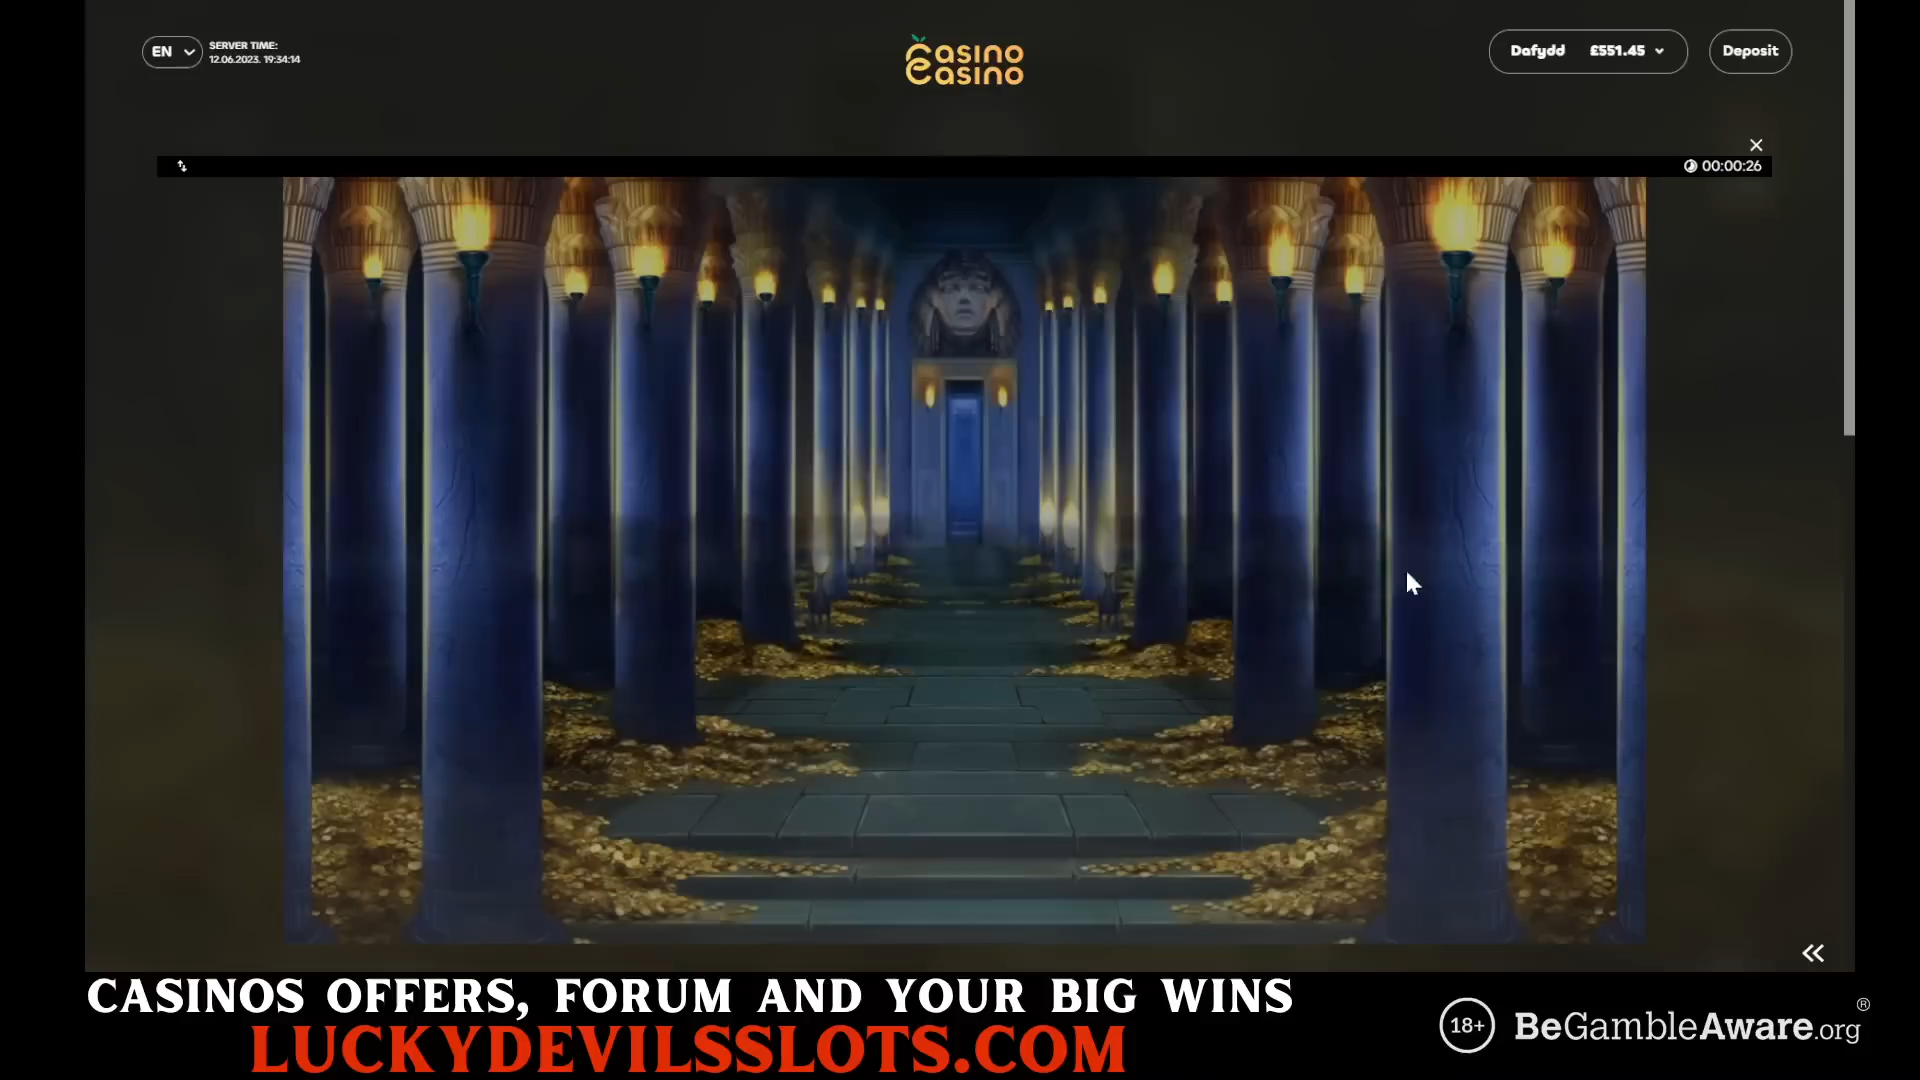 EN
SERVER TIME:
12.06.2023. 19:34:14
Casino
Casino
Dafydd £551.45
Deposit
00:00:26
CASINOS OFFERS, FORUM AND YOUR BIG WINS
LUCKYDEVILSSLOTS.COM
18+
BeGambleAware.org®